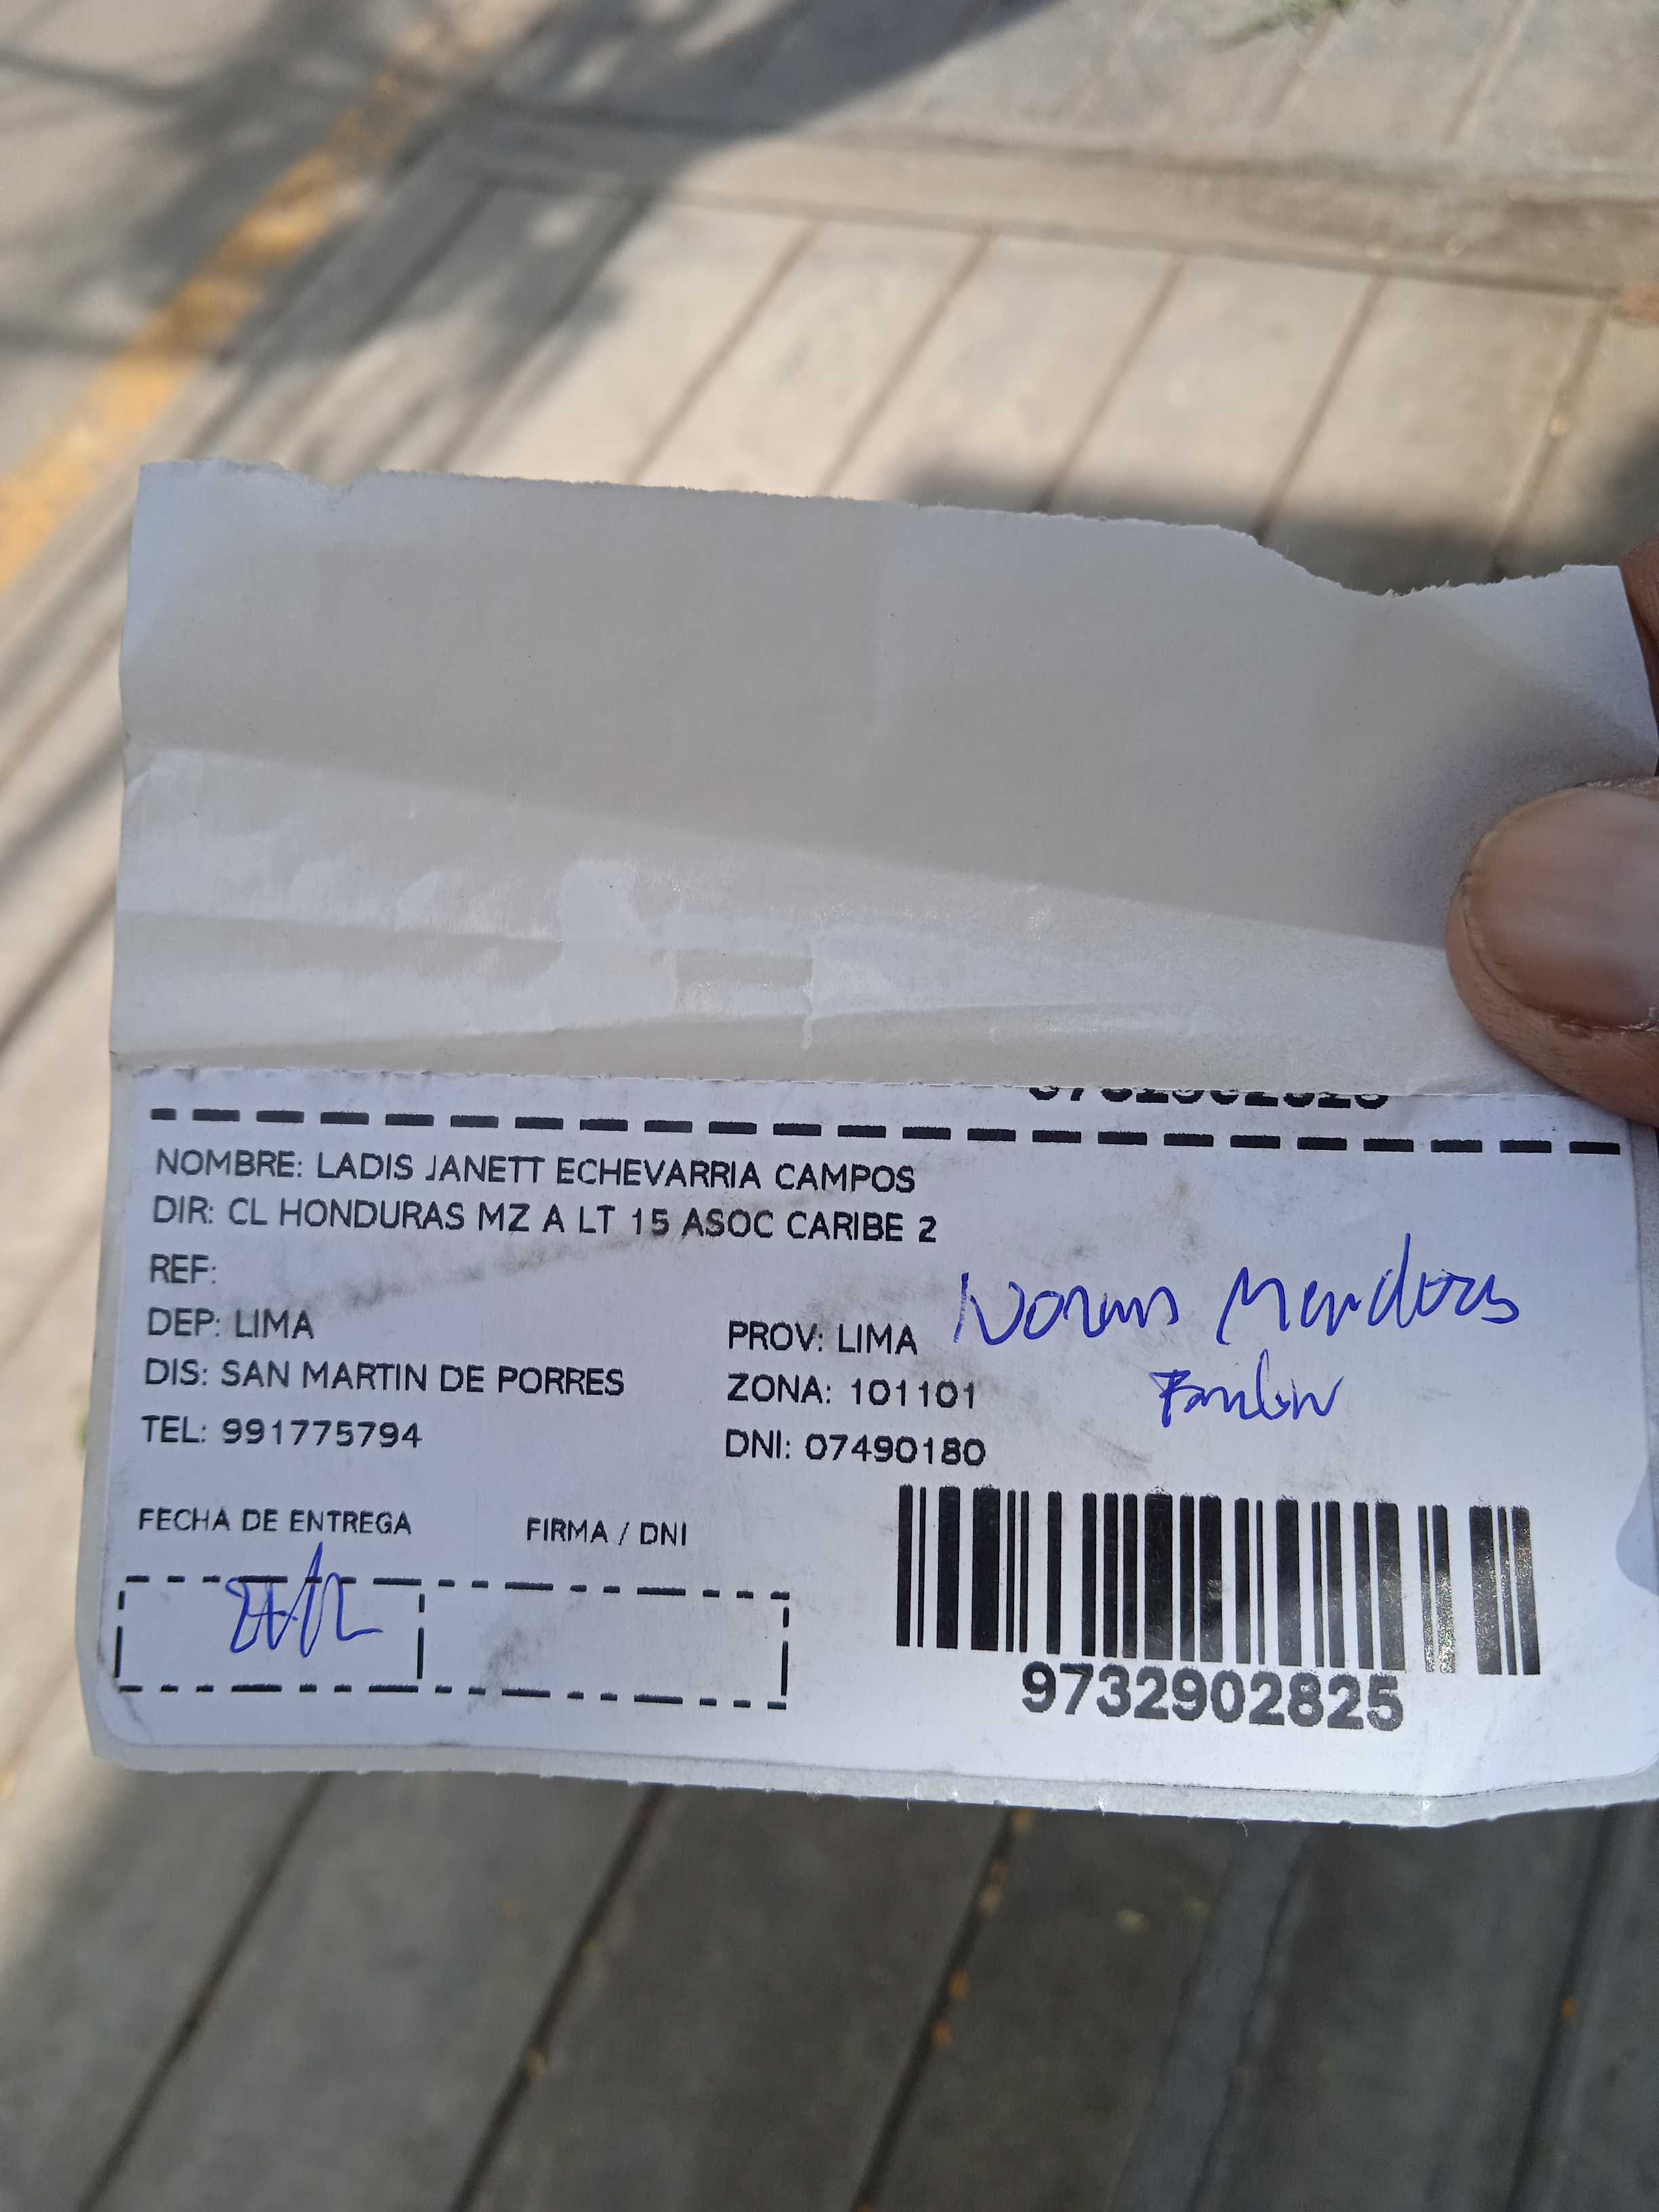 NOMBRE: LADIS JANETT ECHEVARRIA CAMPOS
DIR: CL HONDURAS MZ A LT 15 ASOC CARIBE 2
REF:
DEP: LIMA
PROV: LIMA
DIS: SAN MARTIN DE PORRES
ZONA: 101101
TEL: 991775794
DNI: 07490180
Mendoza
FECHA DE ENTREGA
FIRMA / DNI
9732902825